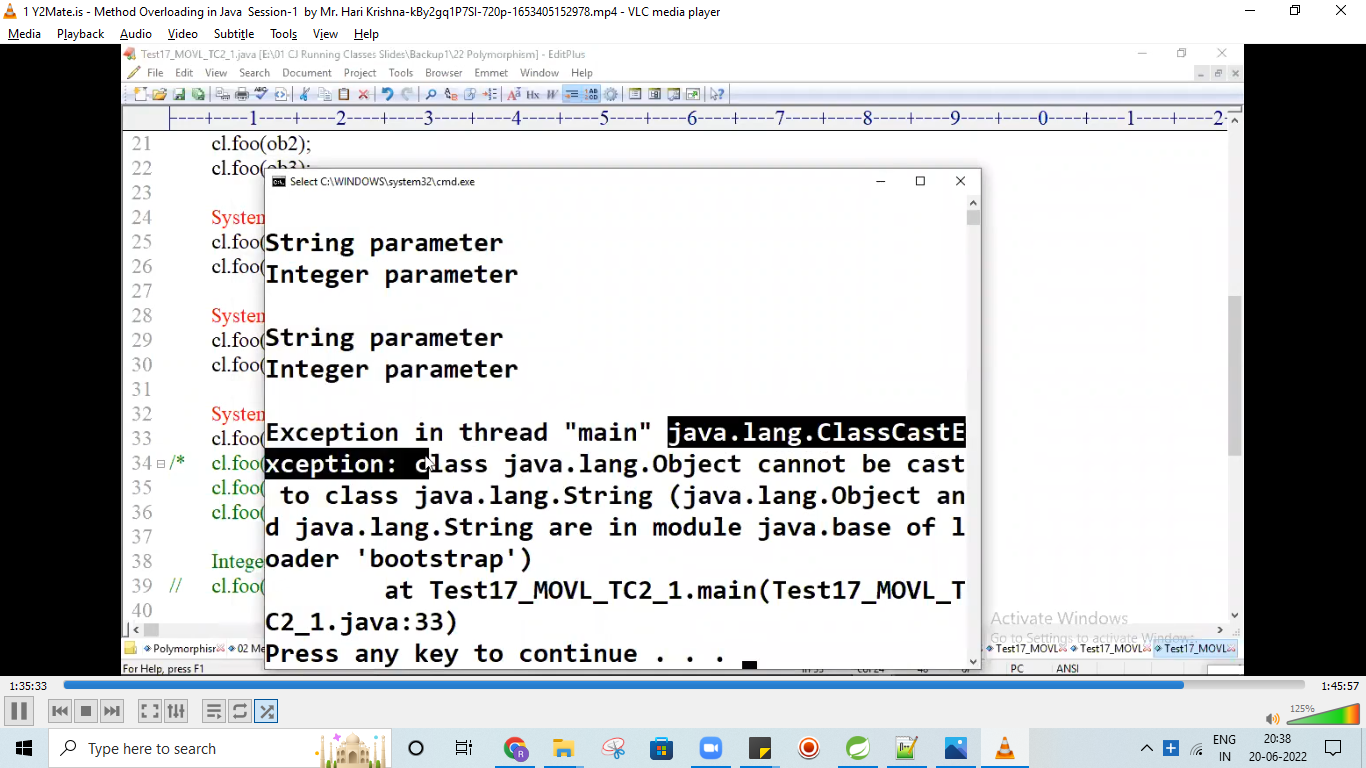 1 Y2Mate.is - Method Overloading in Java Session-1 by Mr. Hari Krishna-kBy2gq1P7SI-720p-1653405152978.mp4 - VLC media player
Media Playback Audio Video Subtitle Tools View Help
Test17_MOVL_TC2_1.java [E:\01 CJ Running Classes Slides\Backup1\22 Polymorphism] - EditPlus
File Edit View Search Document Project Tools Browser Emmet Window Help
----+----1----+----2----+----3----+----4----+----5----+----6----+----7----+----8----+----9----+----0----+----1----+----2-
21 cl.foo(ob2);
22 cl.foo(ob3);
23
24 System
25 cl.foo(
26 cl.foo(
27
28 System
29 cl.foo(
30 cl.foo(
31
32 System
33 cl.foo(
34 /* cl.foo(
35 cl.foo(
36 cl.foo(
37
38 Intege
39 // cl.foo(
40
Select C:\WINDOWS\system32\cmd.exe
String parameter
Integer parameter
String parameter
Integer parameter
Exception in thread "main" java.lang.ClassCastE
xception: class java.lang.Object cannot be cast
to class java.lang.String (java.lang.Object an
d java.lang.String are in module java.base of l
oader 'bootstrap')
at Test17_MOVL_TC2_1.main(Test17_MOVL_T
C2_1.java:33)
Press any key to continue . . .
Activate Windows
Go to Settings to activate Windows.
Polymorphis 02 Me Test17_MOVL Test17_MOVL Test17_MOVL
For Help, press F1 PC ANSI
1:35:33 1:45:57
125%
Type here to search
ENG
IN
20:38
20-06-2022